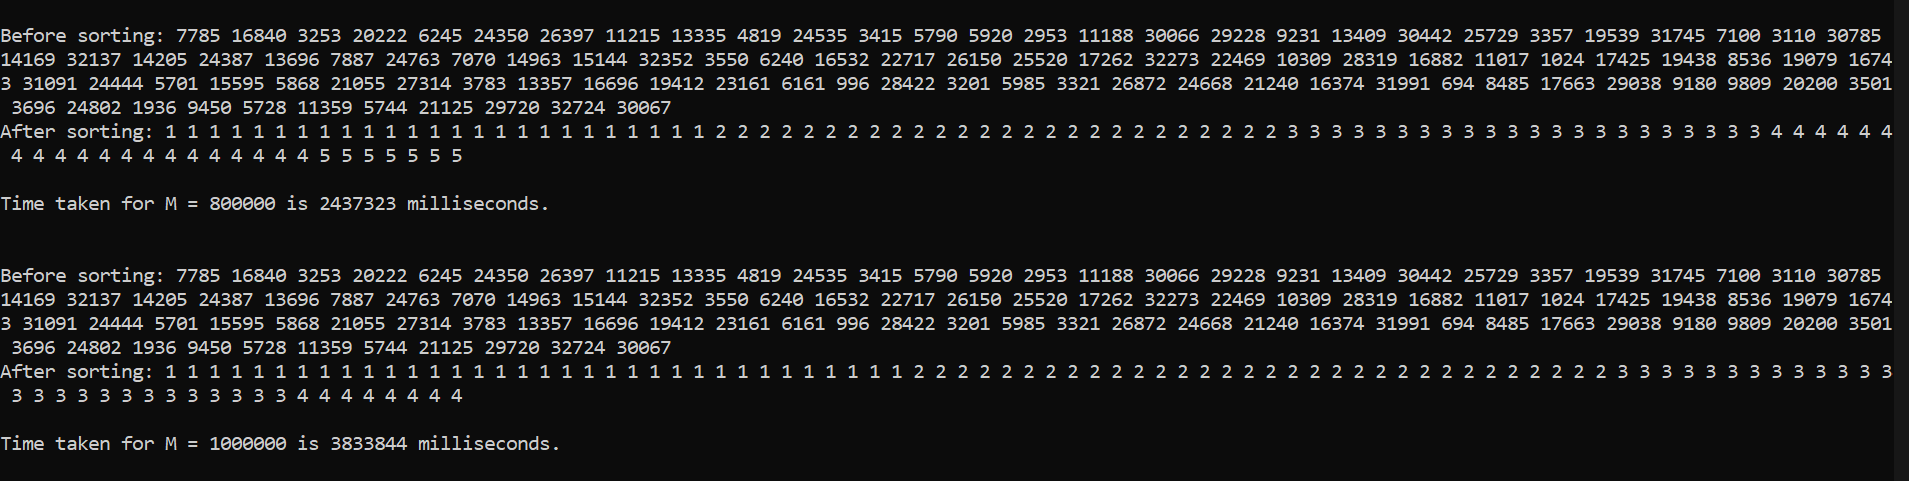 Before sorting: 7785 16840 3253 20222 6245 24350 26397 11215 13335 4819 24535 3415 5790 5920 2953 11188 30066 29228 9231 13409 30442 25729 3357 19539 31745 7100 3110 30785
14169 32137 14205 24387 13696 7887 24763 7070 14963 15144 32352 3550 6240 16532 22717 26150 25520 17262 32273 22469 10309 28319 16882 11017 1024 17425 19438 8536 19079 1674
3 31091 24444 5701 15595 5868 21055 27314 3783 13357 16696 19412 23161 6161 996 28422 3201 5985 3321 26872 24668 21240 16374 31991 694 8485 17663 29038 9180 9809 20200 3501
3696 24802 1936 9450 5728 11359 5744 21125 29720 32724 30067
After sorting: 1 1 1 1 1 1 1 1 1 1 1 1 1 1 1 1 1 1 1 1 1 1 1 1 1 2 2 2 2 2 2 2 2 2 2 2 2 2 2 2 2 2 2 2 2 2 2 2 2 2 2 3 3 3 3 3 3 3 3 3 3 3 3 3 3 3 3 3 3 3 3 3 3 4 4 4 4 4 4
4 4 4 4 4 4 4 4 4 4 4 4 4 4 5 5 5 5 5 5 5
Time taken for M = 800000 is 2437323 milliseconds.
Before sorting: 7785 16840 3253 20222 6245 24350 26397 11215 13335 4819 24535 3415 5790 5920 2953 11188 30066 29228 9231 13409 30442 25729 3357 19539 31745 7100 3110 30785
14169 32137 14205 24387 13696 7887 24763 7070 14963 15144 32352 3550 6240 16532 22717 26150 25520 17262 32273 22469 10309 28319 16882 11017 1024 17425 19438 8536 19079 1674
3 31091 24444 5701 15595 5868 21055 27314 3783 13357 16696 19412 23161 6161 996 28422 3201 5985 3321 26872 24668 21240 16374 31991 694 8485 17663 29038 9180 9809 20200 3501
3696 24802 1936 9450 5728 11359 5744 21125 29720 32724 30067
After sorting: 1 1 1 1 1 1 1 1 1 1 1 1 1 1 1 1 1 1 1 1 1 1 1 1 1 1 1 1 1 1 1 1 1 1 2 2 2 2 2 2 2 2 2 2 2 2 2 2 2 2 2 2 2 2 2 2 2 2 2 2 2 2 2 2 2 2 3 3 3 3 3 3 3 3 3 3 3 3 3
3 3 3 3 3 3 3 3 3 3 3 3 3 4 4 4 4 4 4 4 4
Time taken for M = 1000000 is 3833844 milliseconds.